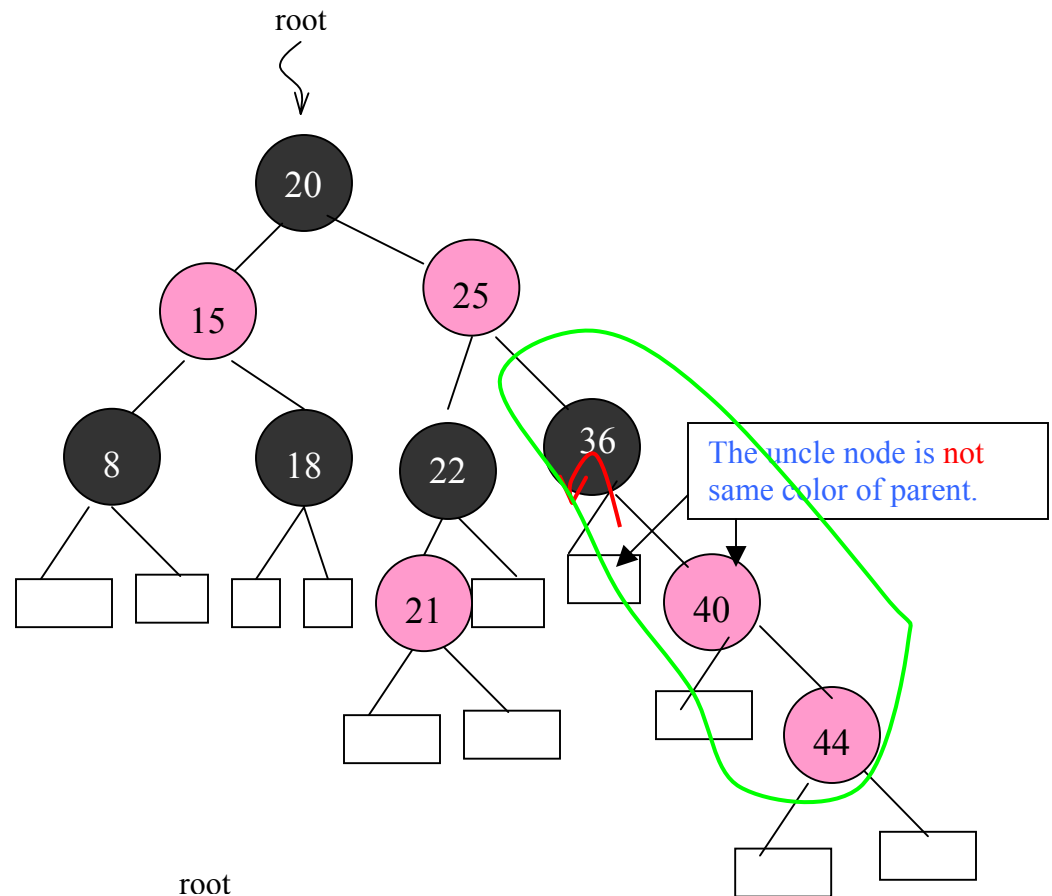 root
20
25
15
36
8
18
22
The uncle node is not
same color of parent.
21
40
44
root